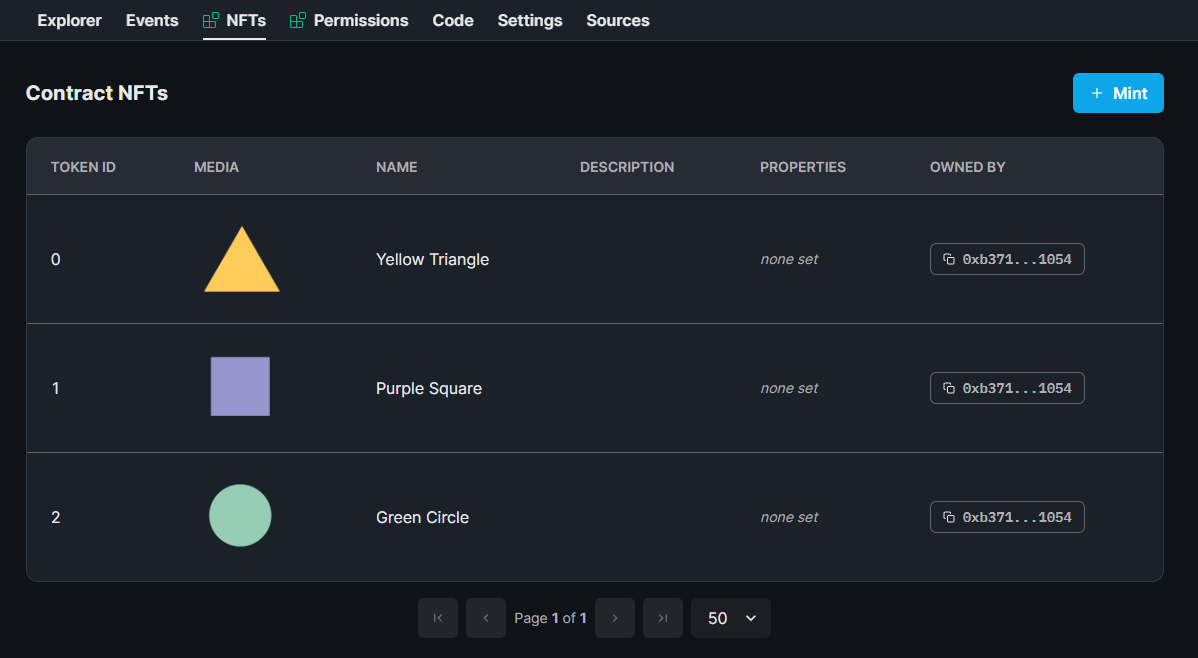 Explorer Events NFTs Permissions Code Settings Sources
Contract NFTs
+ Mint
TOKEN ID MEDIA NAME DESCRIPTION PROPERTIES OWNED BY
0 Yellow Triangle none set 0xb371...1054
1 Purple Square none set 0xb371...1054
2 Green Circle none set 0xb371...1054
Page 1 of 1 50